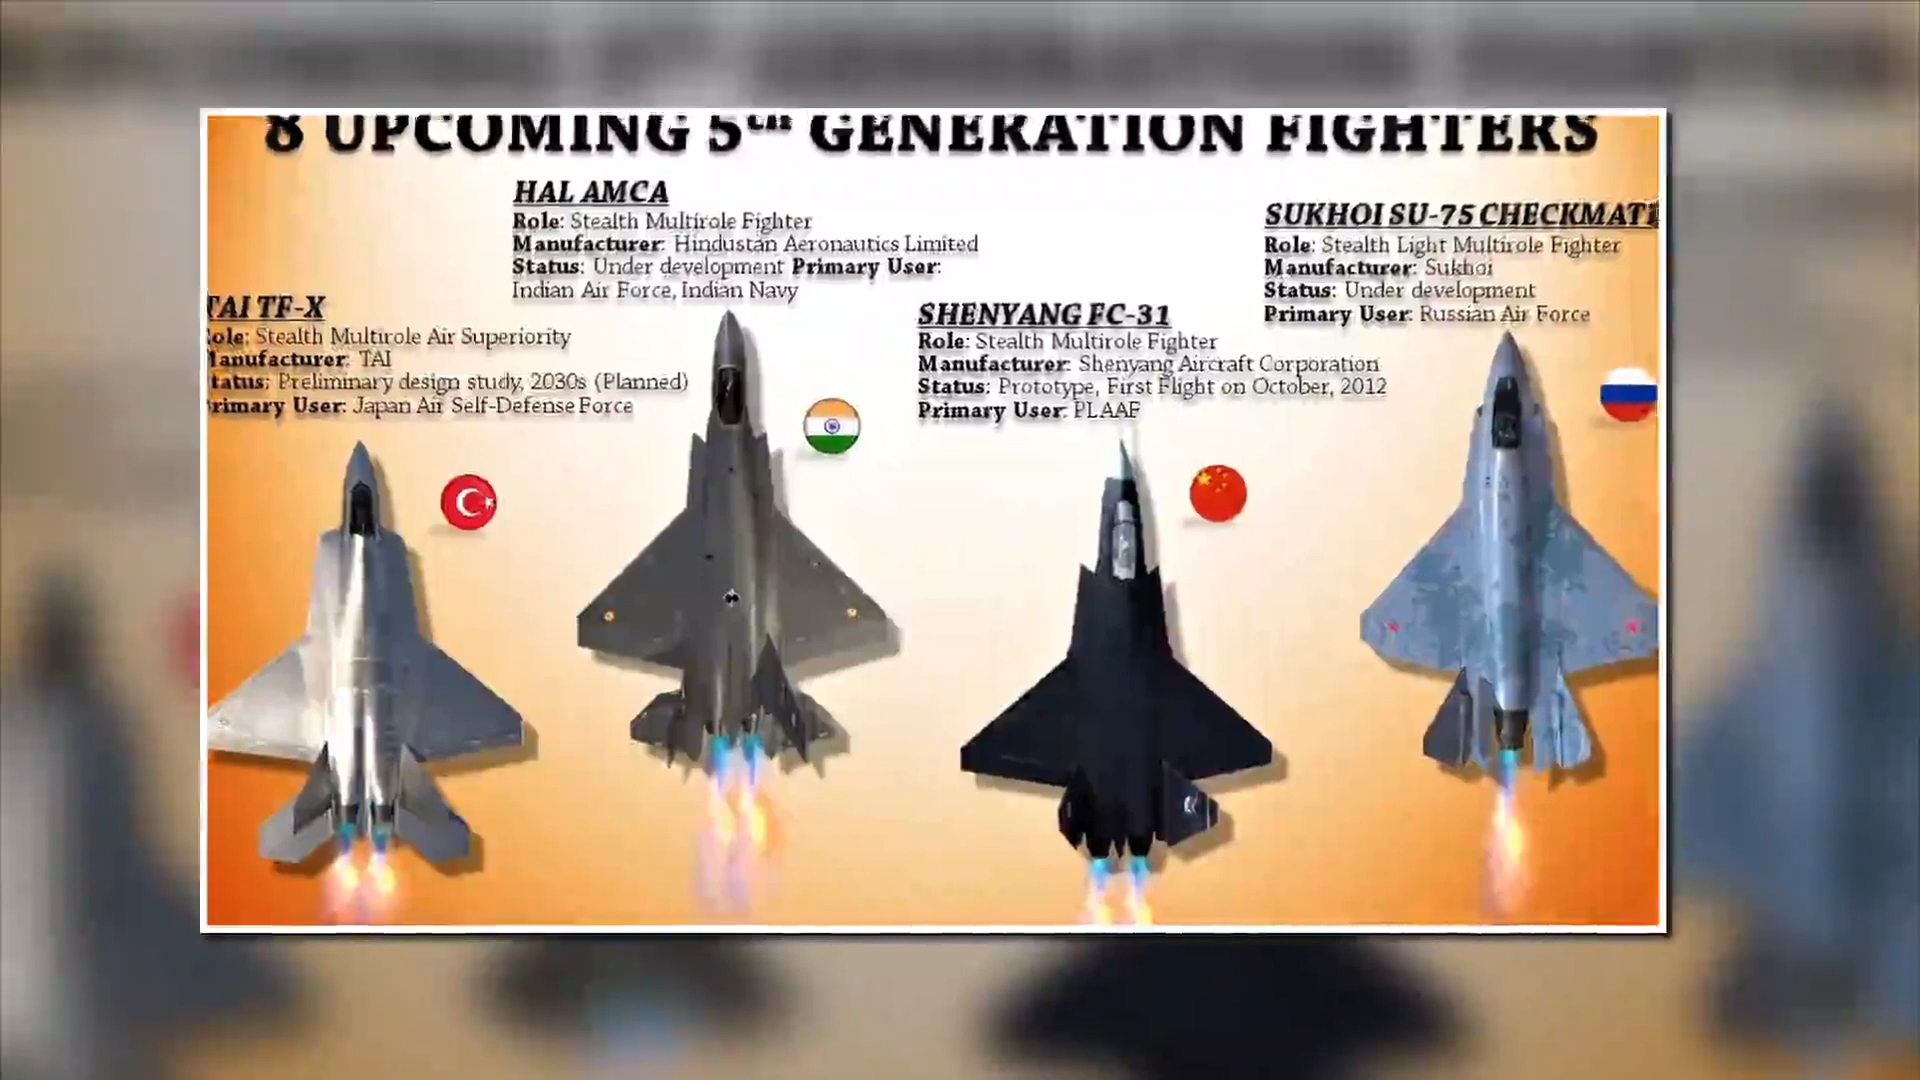 8 UPCOMING 5th GENERATION FIGHTERS
HAL AMCA
Role: Stealth Multirole Fighter
Manufacturer: Hindustan Aeronautics Limited
Status: Under development Primary User:
Indian Air Force, Indian Navy
SUKHOI SU-75 CHECKMATE
Role: Stealth Light Multirole Fighter
Manufacturer: Sukhoi
Status: Under development
Primary User: Russian Air Force
TAI TF-X
ole: Stealth Multirole Air Superiority
anufacturer: TAI
tatus: Preliminary design study, 2030s (Planned)
rimary User: Japan Air Self-Defense Force
SHENYANG FC-31
Role: Stealth Multirole Fighter
Manufacturer: Shenyang Aircraft Corporation
Status: Prototype, First Flight on October, 2012
Primary User: PLAAF